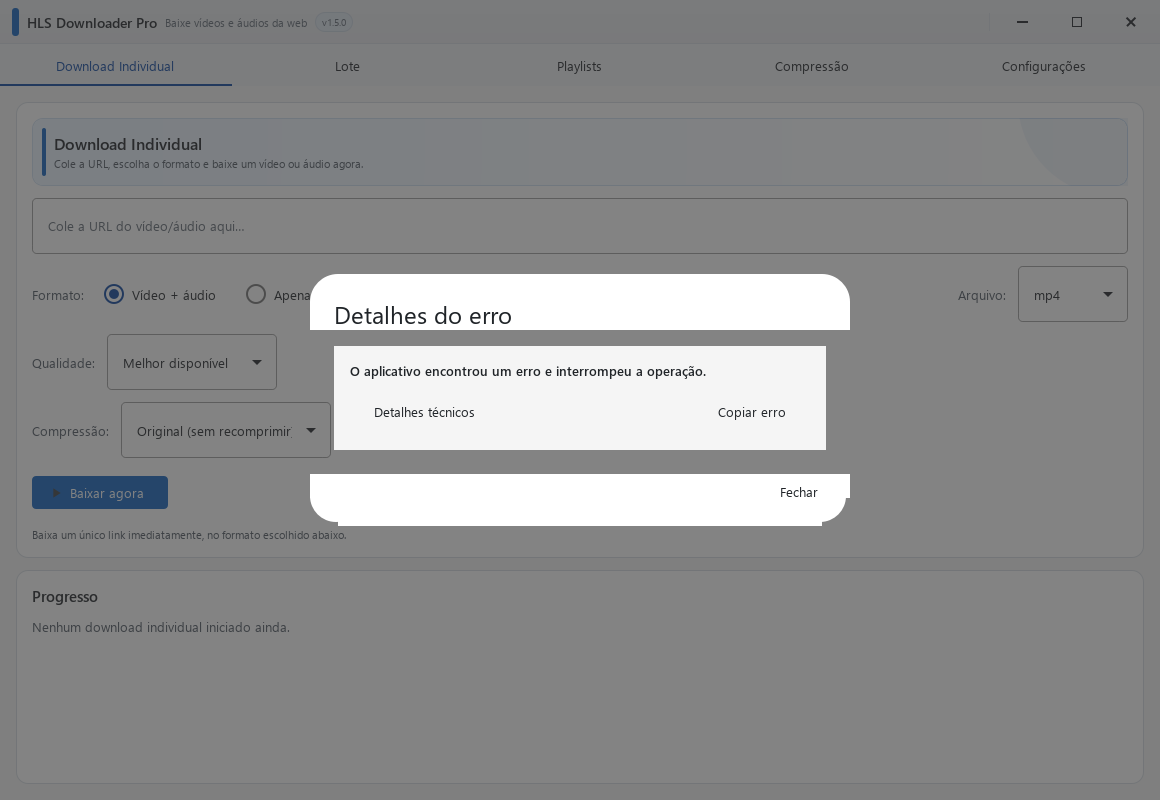 HLS Downloader Pro Baixe vídeos e áudios da web v1.5.0
Download Individual Lote Playlists Compressão Configurações
Download Individual
Cole a URL, escolha o formato e baixe um vídeo ou áudio agora.
Cole a URL do vídeo/áudio aqui...
Formato: Vídeo + áudio Apena Arquivo: mp4
Detalhes do erro
Qualidade: Melhor disponível
O aplicativo encontrou um erro e interrompeu a operação.
Detalhes técnicos Copiar erro
Compressão: Original (sem recomprimir
Baixar agora
Fechar
Baixa um único link imediatamente, no formato escolhido abaixo.
Progresso
Nenhum download individual iniciado ainda.